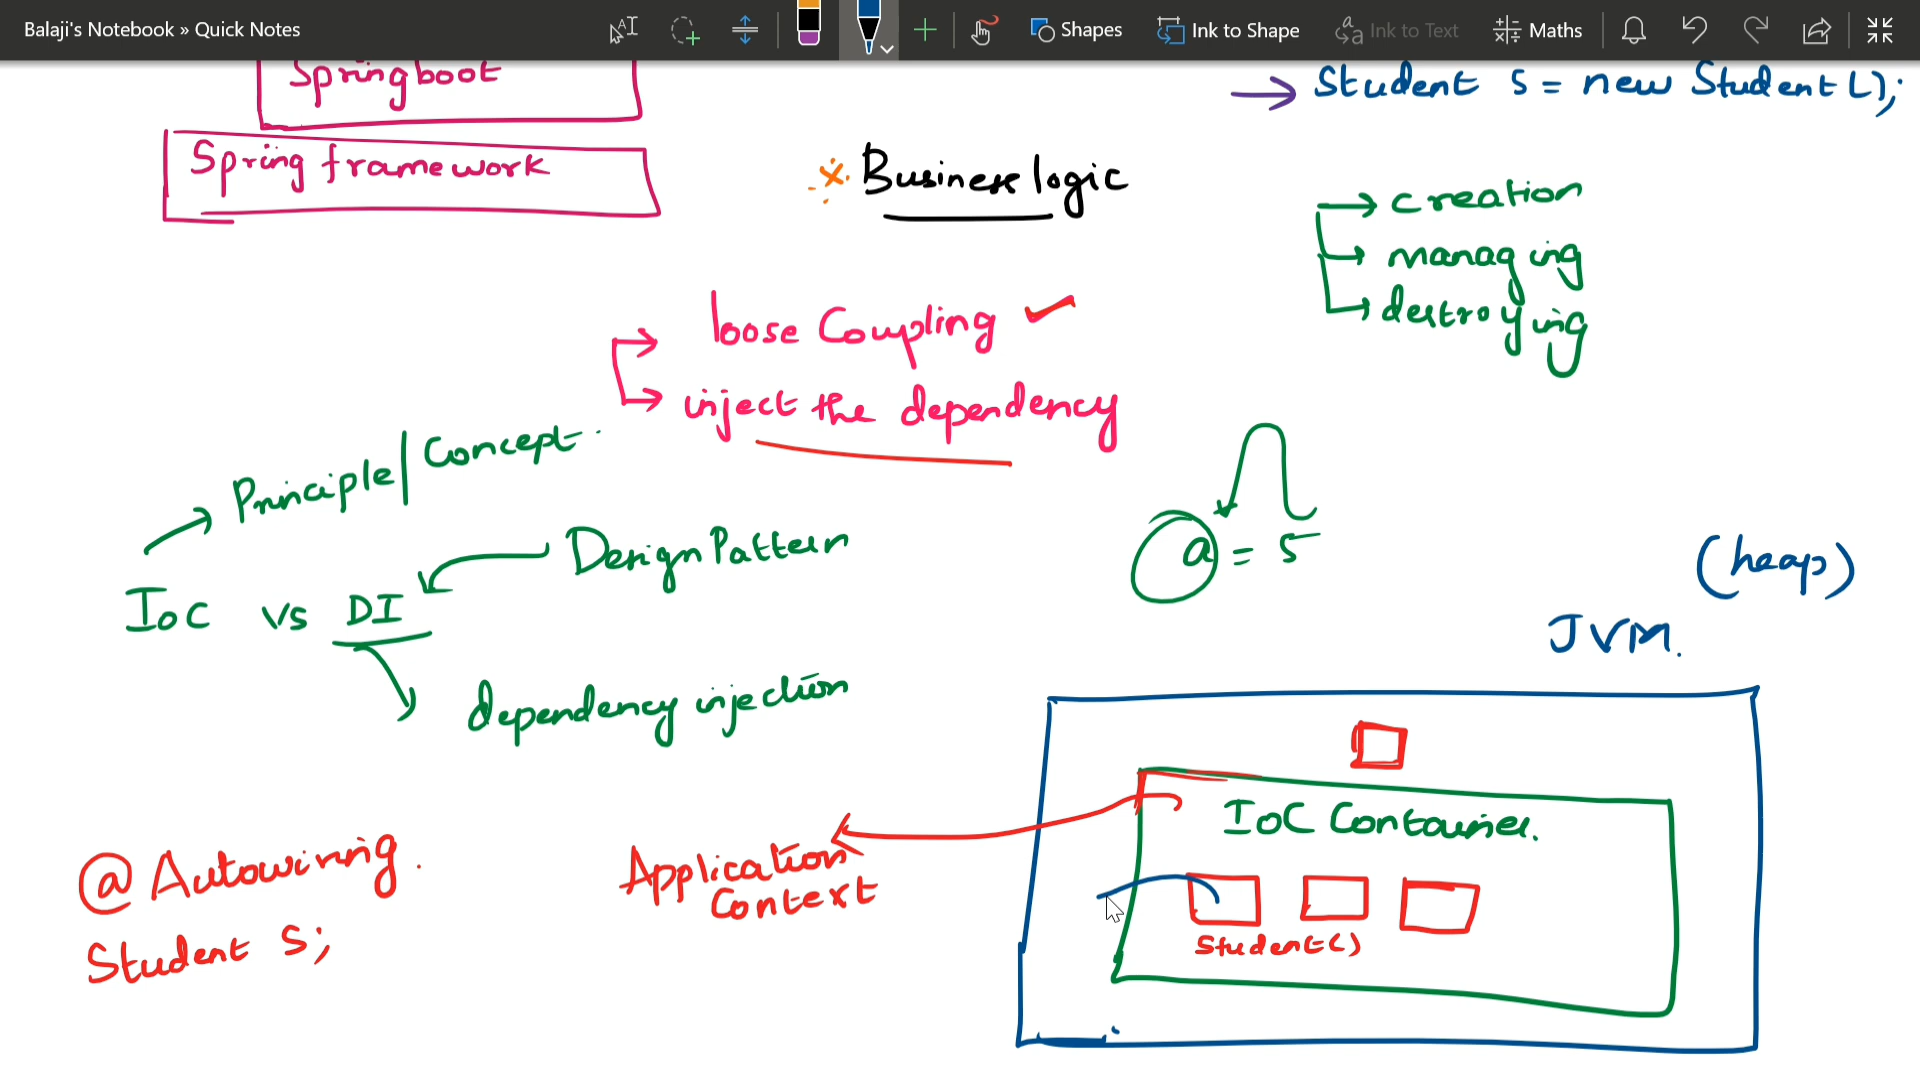 Balaji's Notebook » Quick Notes
Shapes
Ink to Shape
Ink to Text
Maths
Springboot
Spring framework
Business logic
Student S = new Student();
creation
managing
destroying
loose Coupling
inject the dependency
Principle/Concept.
IoC vs DI
Design Pattern
dependency injection
a = 5
(heap)
JVM.
IoC Container.
Student()
Application
Context
@Autowiring.
Student S;